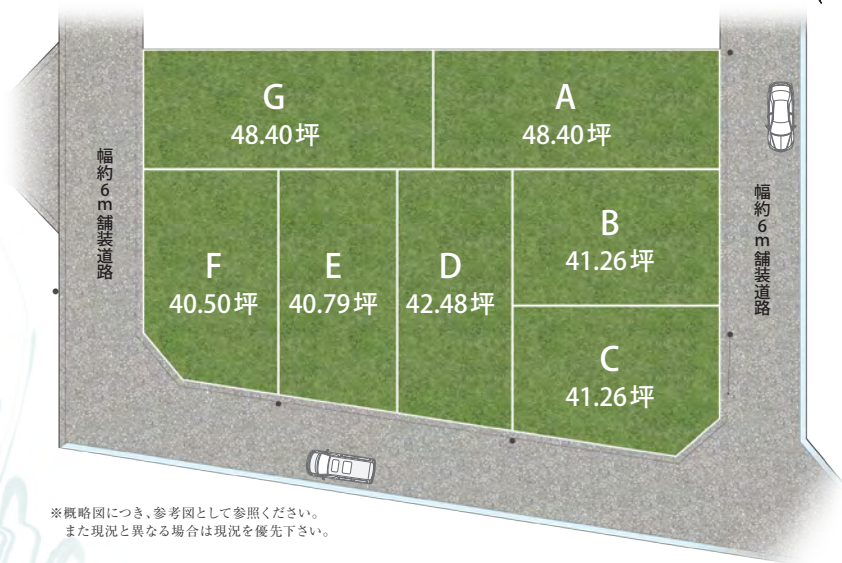 G
48.40坪
A
48.40坪
幅約6m舗装道路
F
40.50坪
E
40.79坪
D
42.48坪
B
41.26坪
C
41.26坪
幅約6m舗装道路
※概略図につき、参考図として参照ください。
また現況と異なる場合は現況を優先下さい。